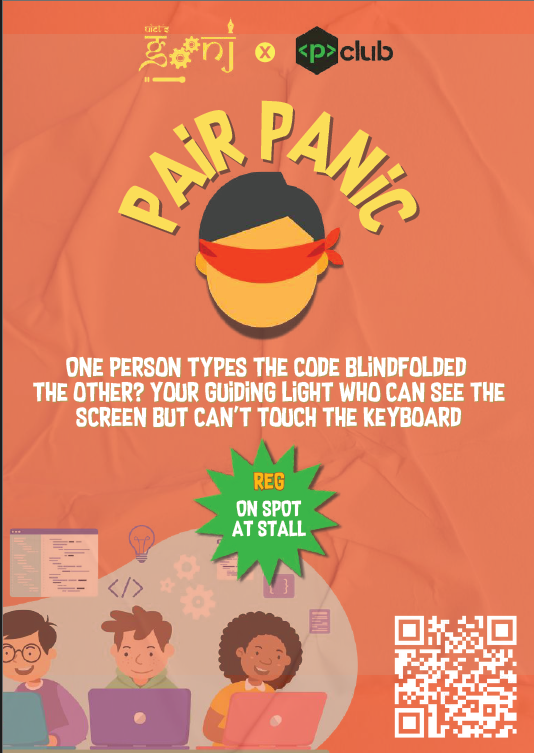 uict's
गूंज
x
<p>club
PAIR PANIC
ONE PERSON TYPES THE CODE BLINDFOLDED
THE OTHER? YOUR GUIDING LIGHT WHO CAN SEE THE
SCREEN BUT CAN'T TOUCH THE KEYBOARD
REG
ON SPOT
AT STALL
</>
{ }